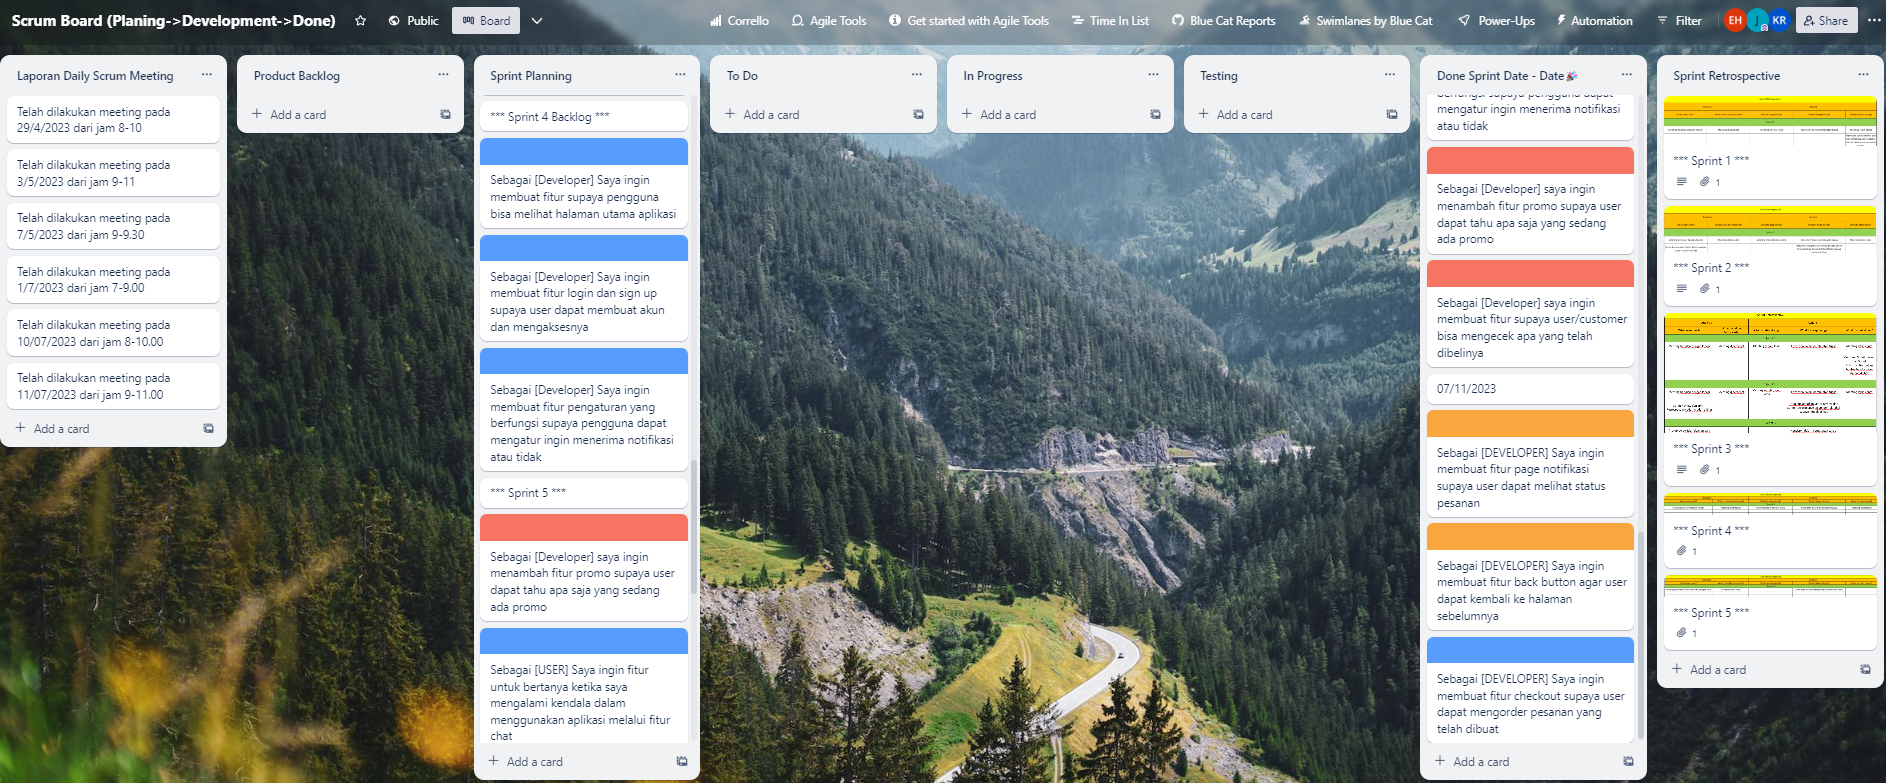 Scrum Board (Planing->Development->Done)
Public
Board
Corrello
Agile Tools
Get started with Agile Tools
Time In List
Blue Cat Reports
Swimlanes by Blue Cat
Power-Ups
Automation
Filter
EH
J
KR
Share
Laporan Daily Scrum Meeting
Telah dilakukan meeting pada
29/4/2023 dari jam 8-10
Telah dilakukan meeting pada
3/5/2023 dari jam 9-11
Telah dilakukan meeting pada
7/5/2023 dari jam 9-9.30
Telah dilakukan meeting pada
1/7/2023 dari jam 7-9.00
Telah dilakukan meeting pada
10/07/2023 dari jam 8-10.00
Telah dilakukan meeting pada
11/07/2023 dari jam 9-11.00
Add a card
Product Backlog
Add a card
Sprint Planning
*** Sprint 4 Backlog ***
Sebagai [Developer] Saya ingin
membuat fitur supaya pengguna
bisa melihat halaman utama aplikasi
Sebagai [Developer] Saya ingin
membuat fitur login dan sign up
supaya user dapat membuat akun
dan mengaksesnya
Sebagai [Developer] Saya ingin
membuat fitur pengaturan yang
berfungsi supaya pengguna dapat
mengatur ingin menerima notifikasi
atau tidak
*** Sprint 5 ***
Sebagai [Developer] saya ingin
menambah fitur promo supaya user
dapat tahu apa saja yang sedang
ada promo
Sebagai [USER] Saya ingin fitur
untuk bertanya ketika saya
mengalami kendala dalam
menggunakan aplikasi melalui fitur
chat
Add a card
To Do
Add a card
In Progress
Add a card
Testing
Add a card
Done Sprint Date - Date🎉
berfungsi supaya pengguna dapat
mengatur ingin menerima notifikasi
atau tidak
Sebagai [Developer] saya ingin
menambah fitur promo supaya user
dapat tahu apa saja yang sedang
ada promo
Sebagai [Developer] saya ingin
membuat fitur supaya user/customer
bisa mengecek apa yang telah
dibelinya
07/11/2023
Sebagai [DEVELOPER] Saya ingin
membuat fitur page notifikasi
supaya user dapat melihat status
pesanan
Sebagai [DEVELOPER] Saya ingin
membuat fitur back button agar user
dapat kembali ke halaman
sebelumnya
Sebagai [DEVELOPER] Saya ingin
membuat fitur checkout supaya user
dapat mengorder pesanan yang
telah dibuat
Add a card
Sprint Retrospective
*** Sprint 1 ***
1
*** Sprint 2 ***
1
*** Sprint 3 ***
1
*** Sprint 4 ***
1
*** Sprint 5 ***
1
Add a card